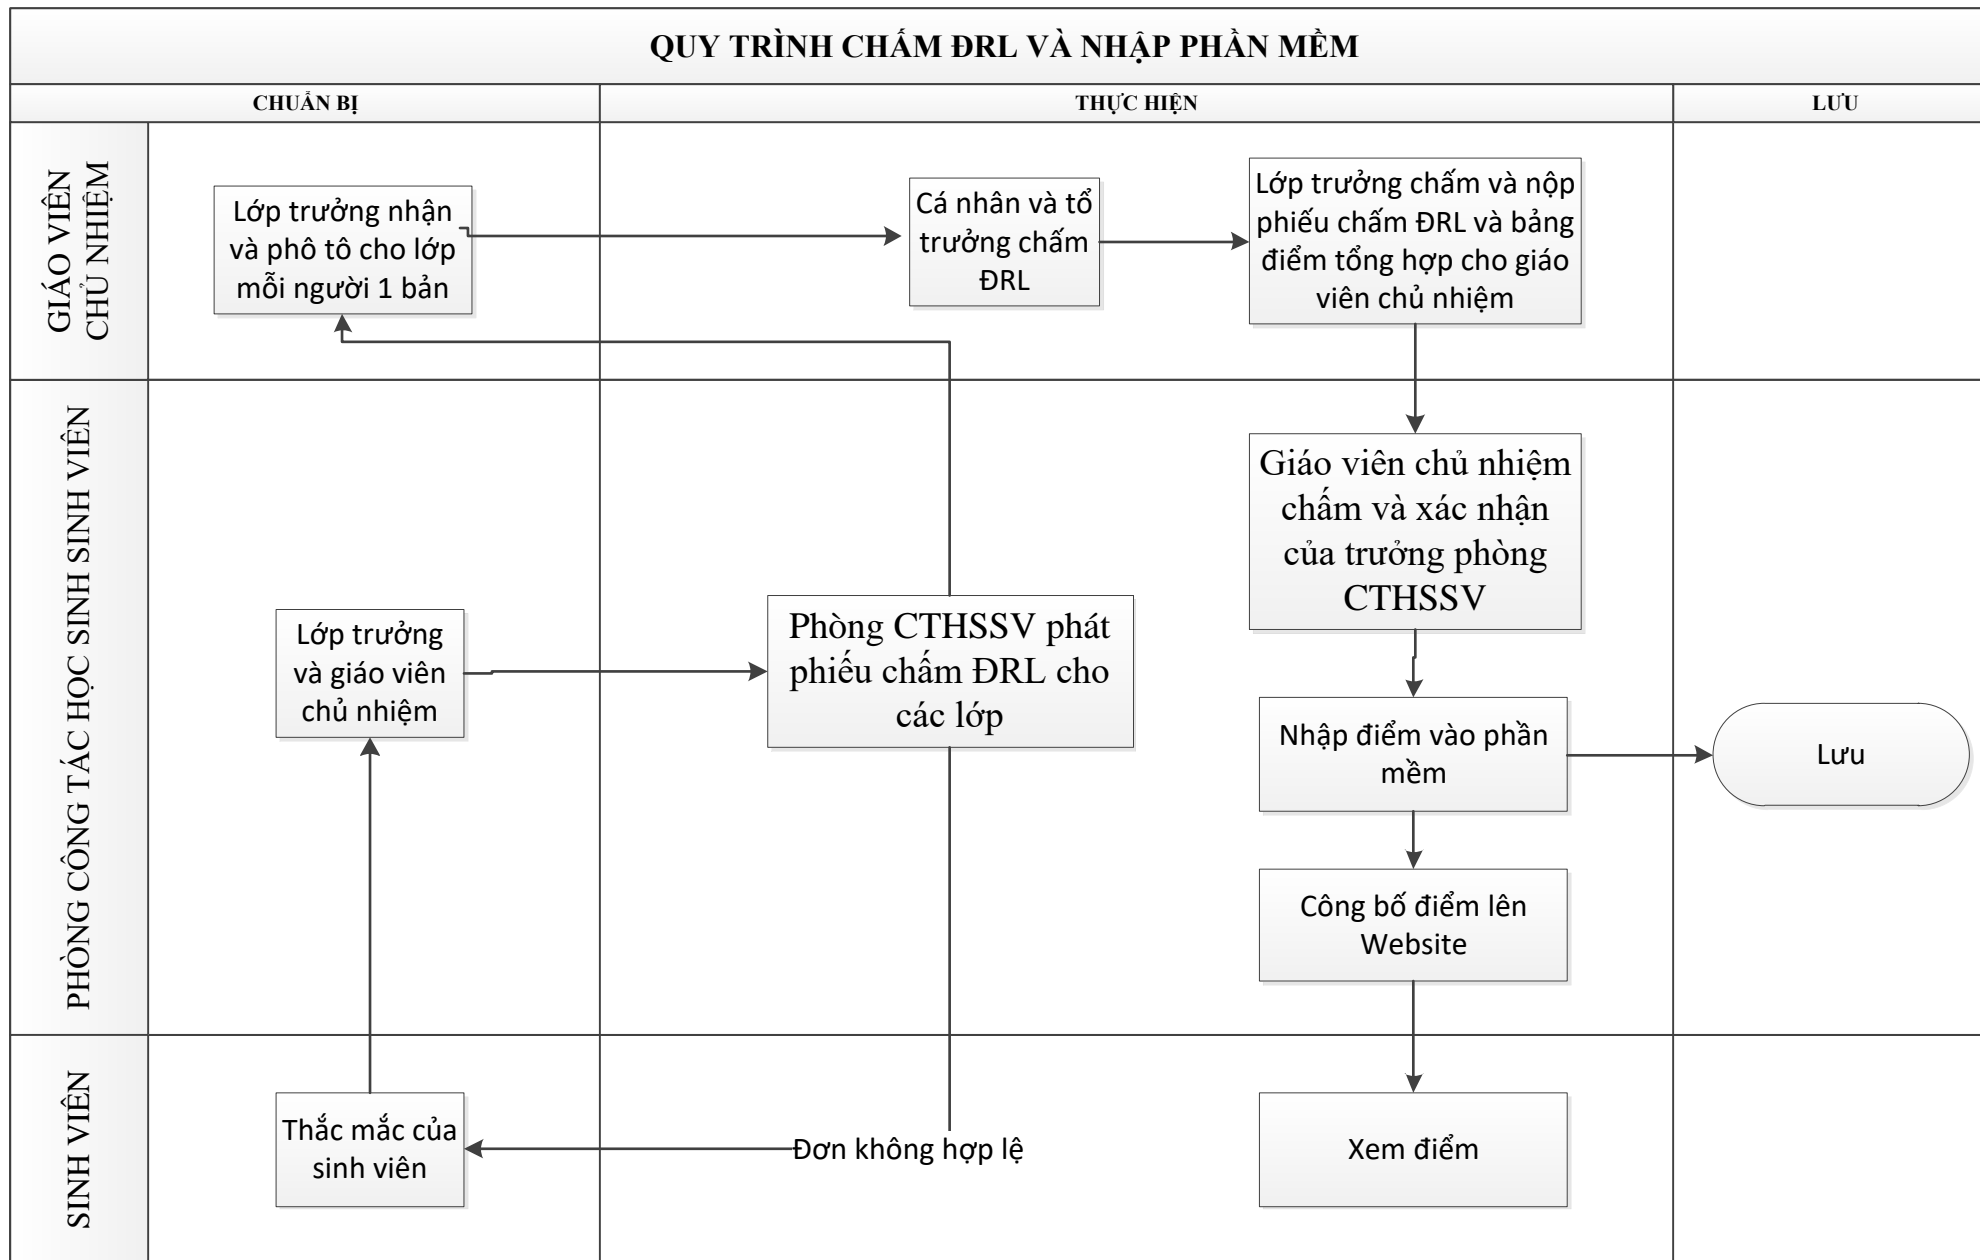 QUY TRÌNH CHẤM ĐRL VÀ NHẬP PHẦN MỀM
CHUẨN BỊ
THỰC HIỆN
LƯU
GIÁO VIÊN
CHỦ NHIỆM
Lớp trưởng nhận
và phô tô cho lớp
mỗi người 1 bản
Cá nhân và tổ
trưởng chấm
ĐRL
Lớp trưởng chấm và nộp
phiếu chấm ĐRL và bảng
điểm tổng hợp cho giáo
viên chủ nhiệm
PHÒNG CÔNG TÁC HỌC SINH SINH VIÊN
Lớp trưởng
và giáo viên
chủ nhiệm
Phòng CTHSSV phát
phiếu chấm ĐRL cho
các lớp
Giáo viên chủ nhiệm
chấm và xác nhận
của trưởng phòng
CTHSSV
Nhập điểm vào phần
mềm
Lưu
Công bố điểm lên
Website
SINH VIÊN
Thắc mắc của
sinh viên
Đơn không hợp lệ
Xem điểm